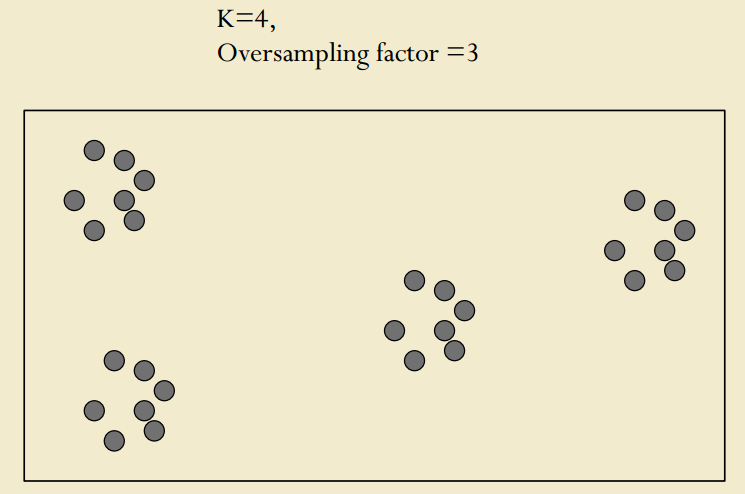 K=4,
Oversampling factor =3